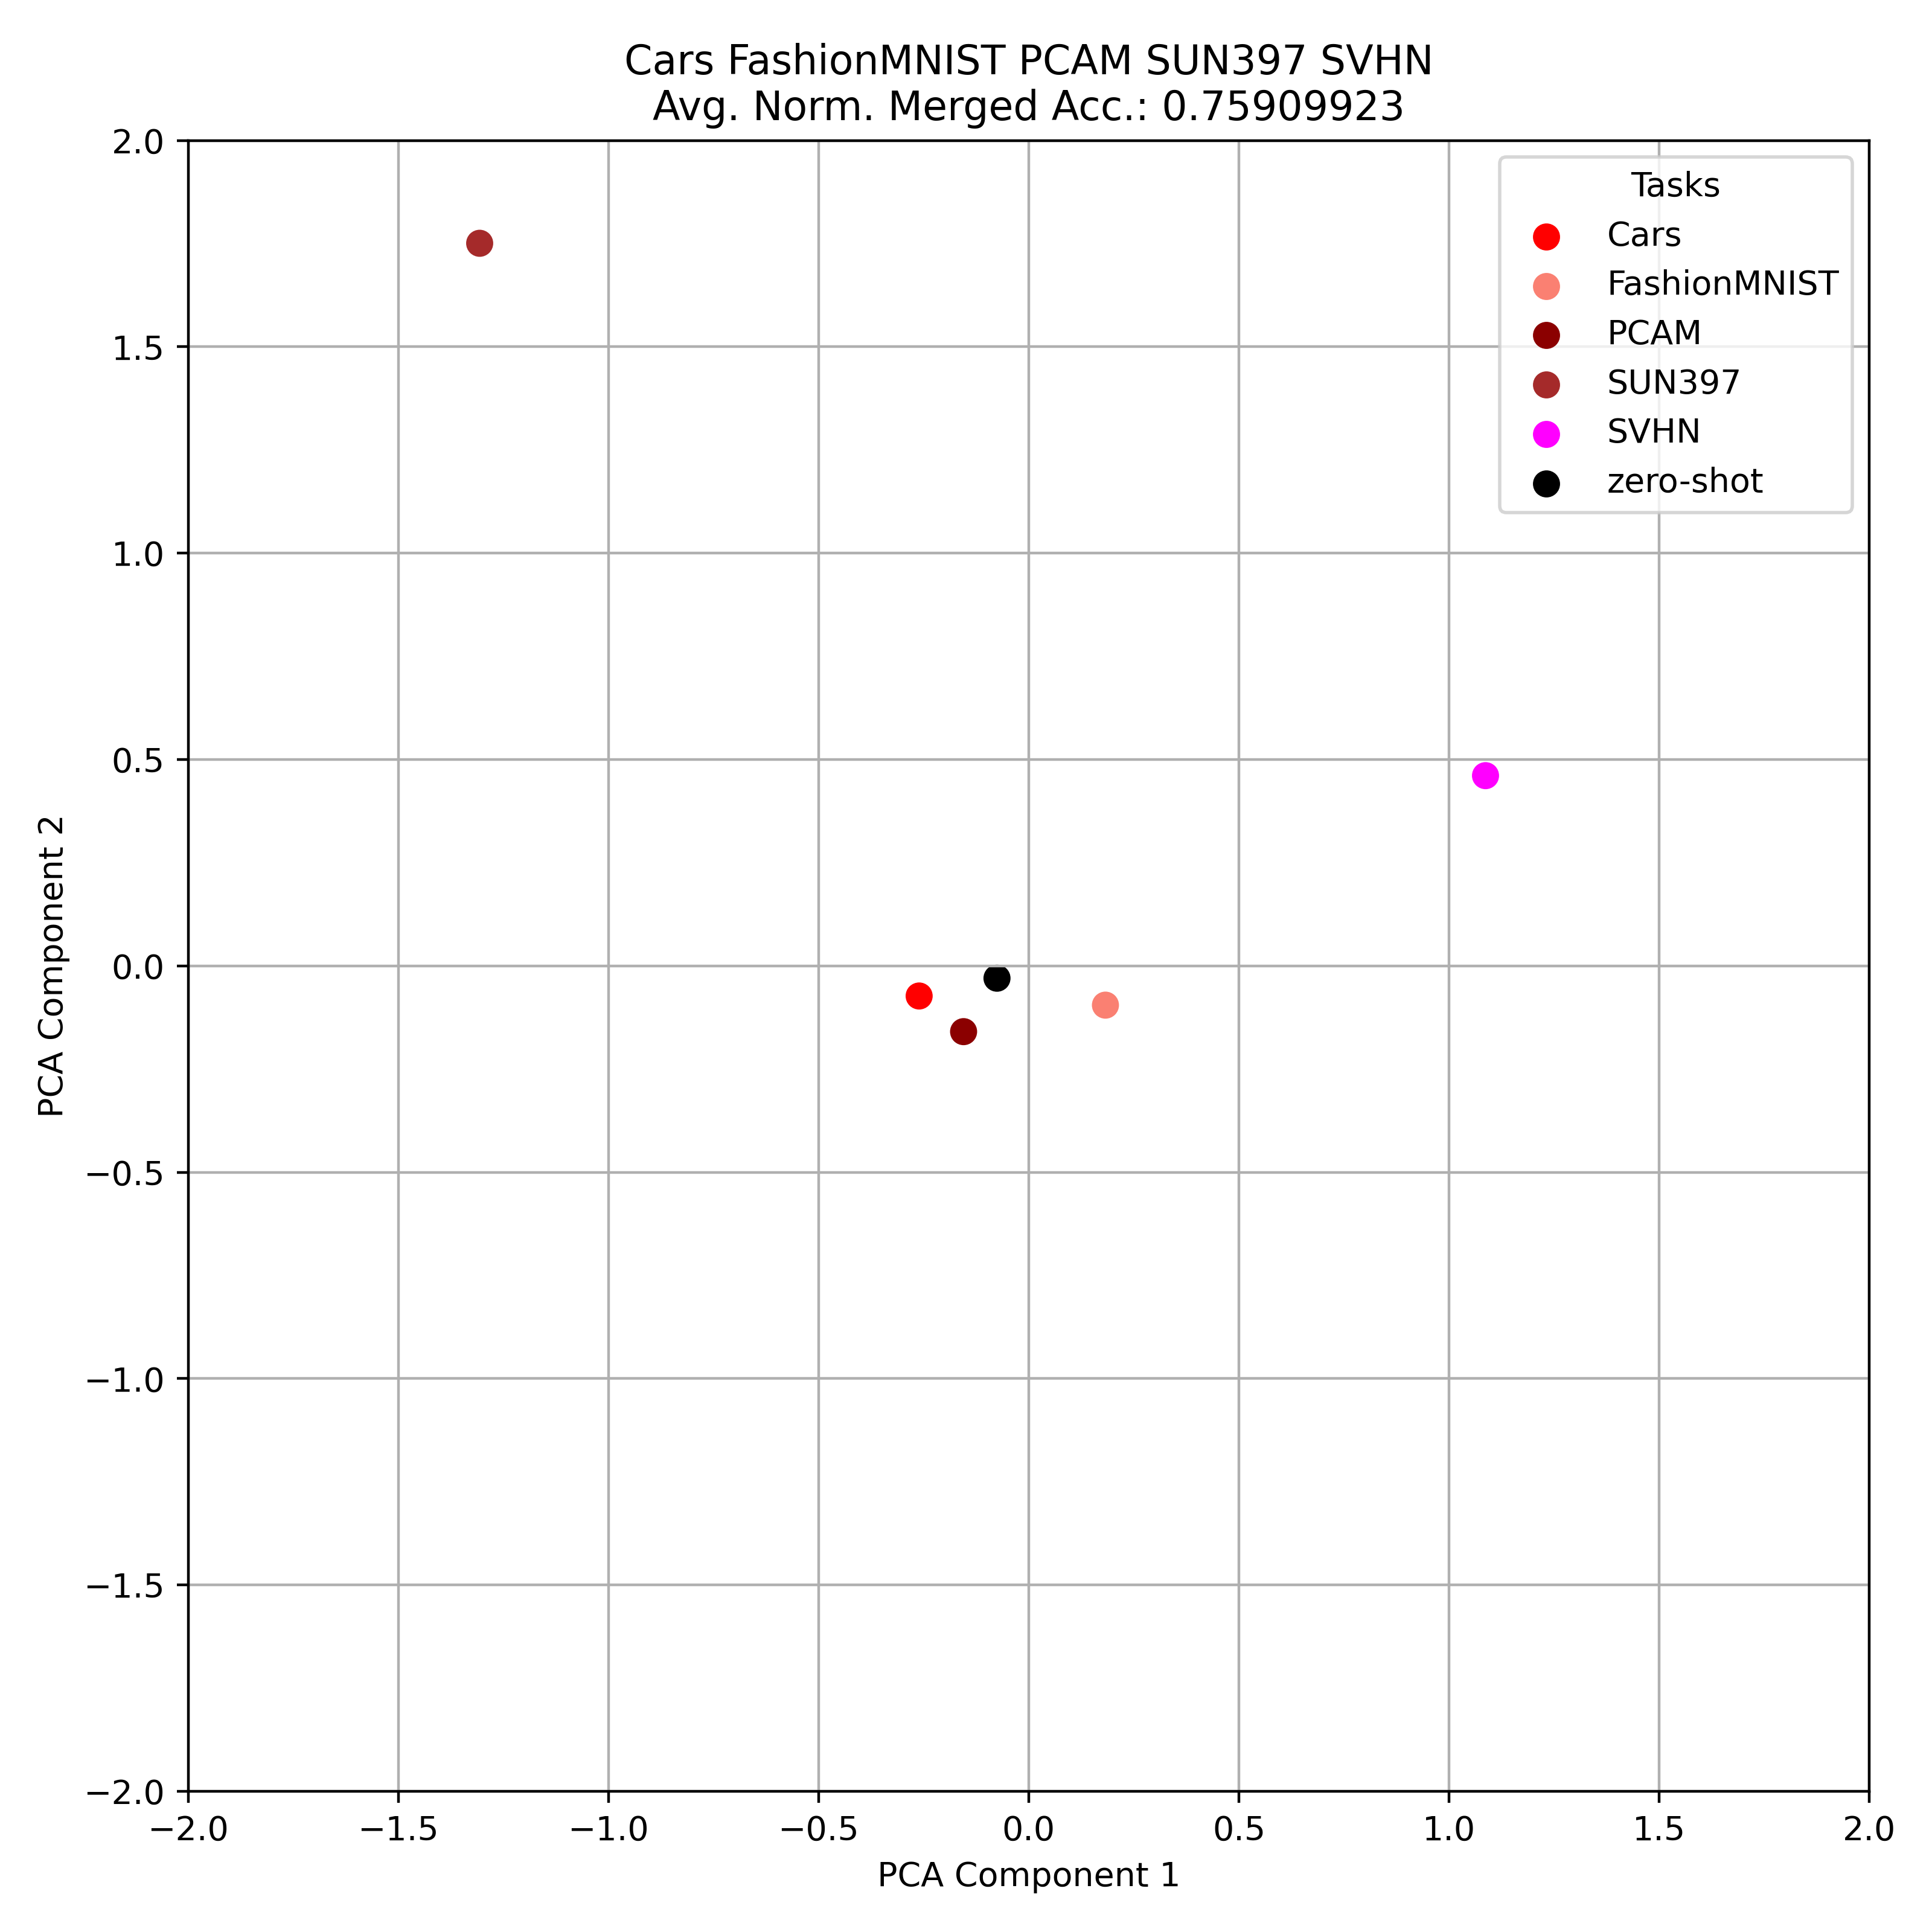 Cars FashionMNIST PCAM SUN397 SVHN
Avg. Norm. Merged Acc.: 0.75909923
Tasks
Cars
FashionMNIST
PCAM
SUN397
SVHN
zero-shot
PCA Component 2
2.0
1.5
1.0
0.5
0.0
−0.5
−1.0
−1.5
−2.0
−2.0 −1.5 −1.0 −0.5 0.0 0.5 1.0 1.5 2.0
PCA Component 1